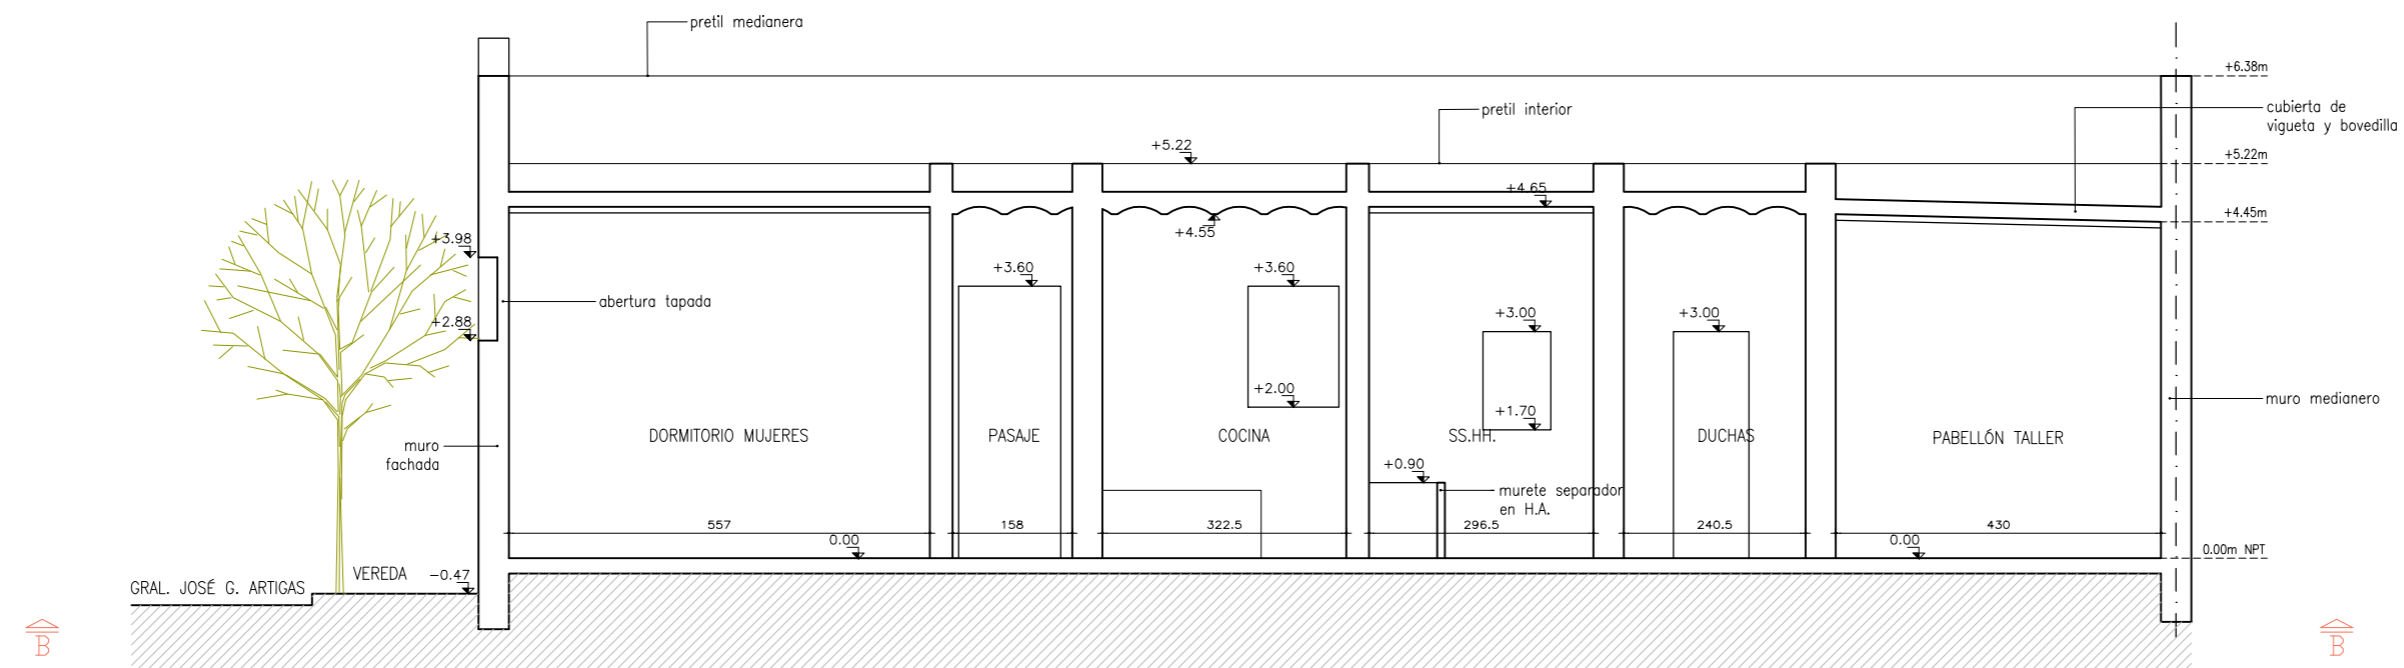 pretil medianera
+6.38m
cubierta de
vigueta y bovedilla
pretil interior
+5.22
+5.22m
+4.65
+4.55
+4.45m
+3.98
+3.60
+3.60
abertura tapada
+2.88
+3.00
+3.00
+2.00
+1.70
muro medianero
DORMITORIO MUJERES
PASAJE
COCINA
SS.HH.
DUCHAS
PABELLÓN TALLER
muro
fachada
+0.90
murete separador
en H.A.
557
158
322.5
296.5
240.5
430
0.00
0.00
0.00m NPT
GRAL. JOSÉ G. ARTIGAS
VEREDA
-0.47
B
B